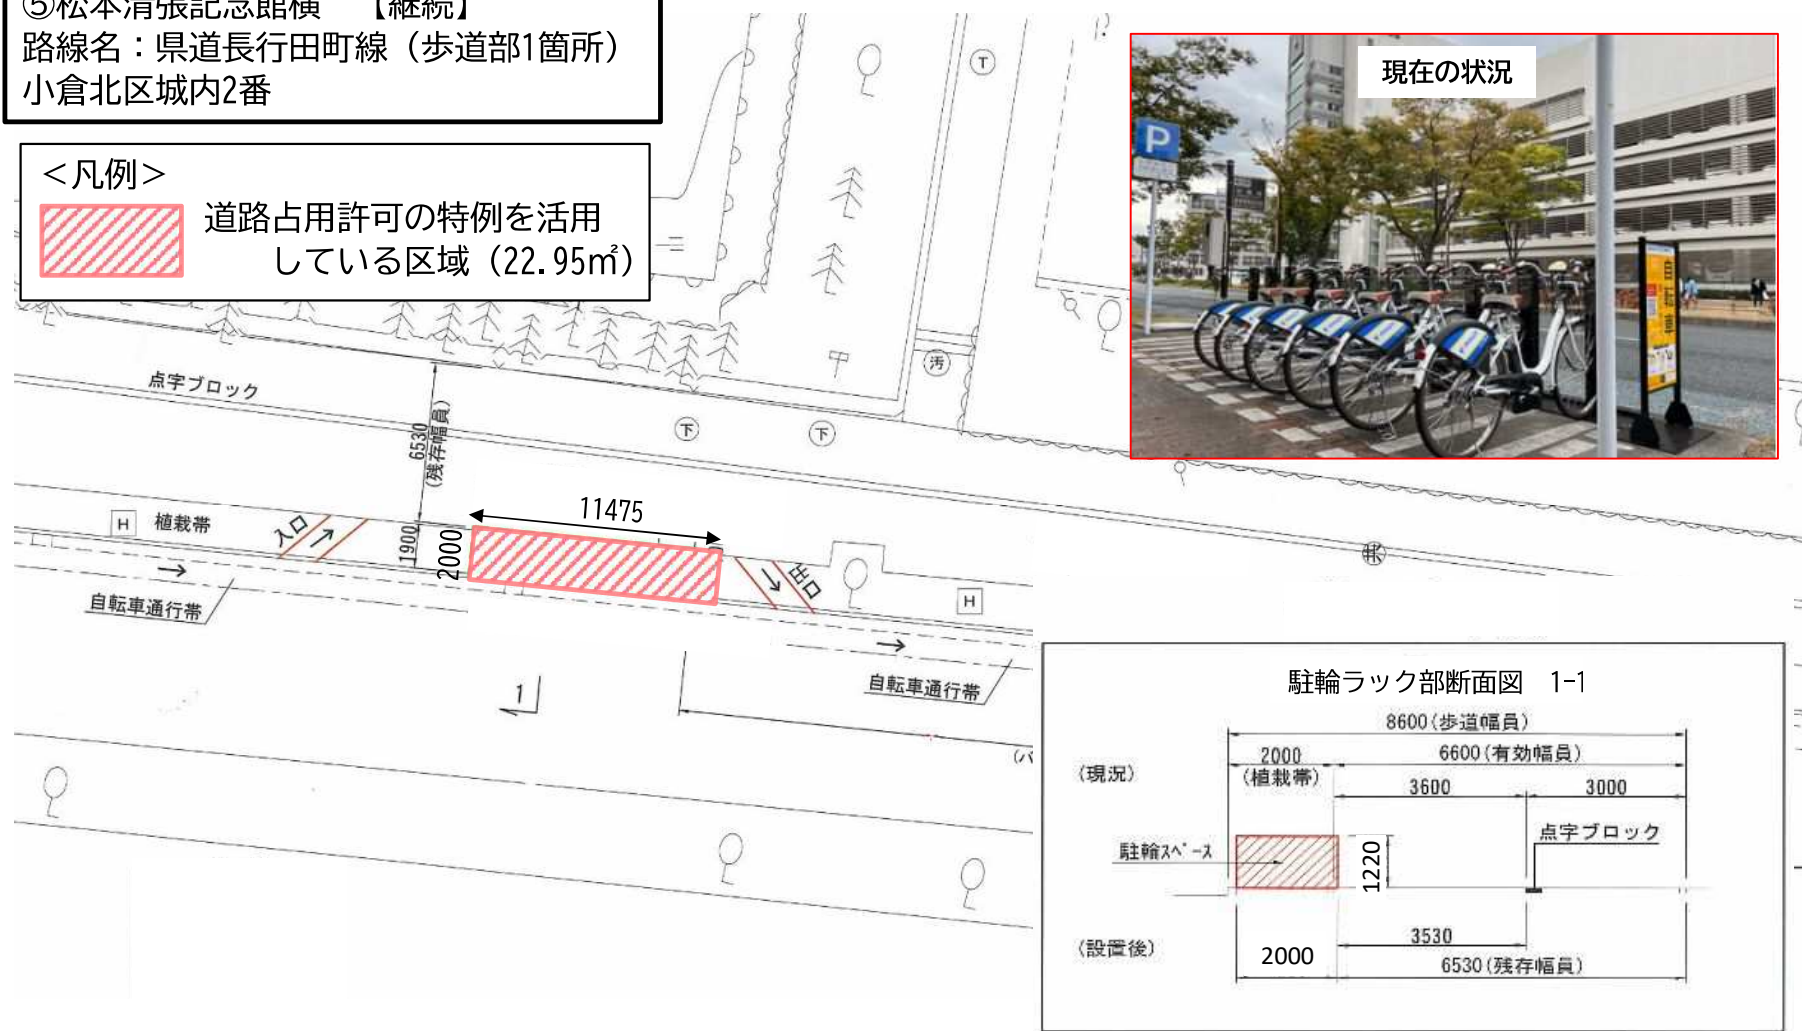 ⑤松本清張記念館横　【継続】
路線名：県道長行田町線（歩道部1箇所）
小倉北区城内2番
＜凡例＞
道路占用許可の特例を活用
している区域（22.95㎡）
現在の状況
P
T
汚
下
下
点字ブロック
6530
(残存幅員)
11475
H
植栽帯
入口
1900
2000
出口
H
自転車通行帯
自転車通行帯
1
(バ
駐輪ラック部断面図　1-1
8600(歩道幅員)
(現況)
2000
(植栽帯)
6600(有効幅員)
3600
3000
駐輪スペース
1220
点字ブロック
(設置後)
2000
3530
6530(残存幅員)